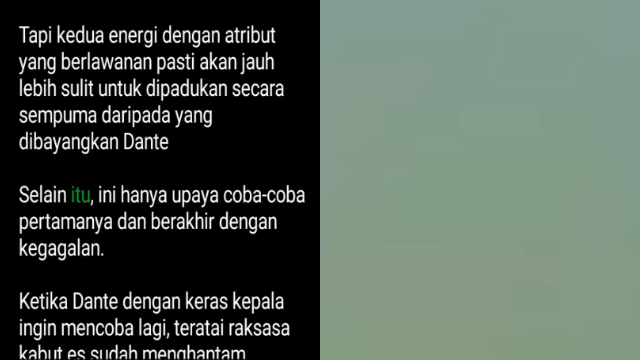 Tapi kedua energi dengan atribut
yang berlawanan pasti akan jauh
lebih sulit untuk dipadukan secara
sempurna daripada yang
dibayangkan Dante
Selain itu, ini hanya upaya coba-coba
pertamanya dan berakhir dengan
kegagalan.
Ketika Dante dengan keras kepala
ingin mencoba lagi, teratai raksasa
kabut es sudah menghantam